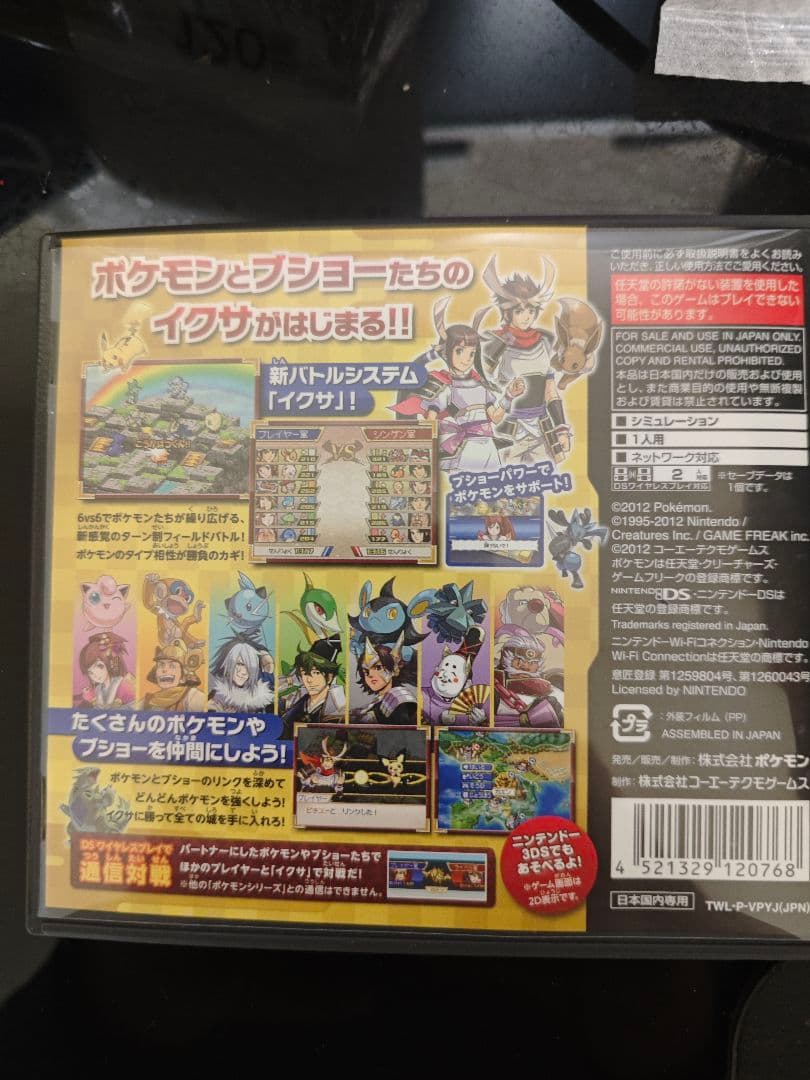 120
ポケモンとブショーたちの
イクサがはじまる!!
新バトルシステム
「イクサ」!
しん
プレイヤー軍
VS
シンゲン軍
ブショーパワーで
ポケモンをサポート!
6vs6でポケモンたちが繰り広げる、
新感覚のターン制フィールドバトル!
ポケモンのタイプ相性が勝負のカギ!
たくさんのポケモンや
ブショーを仲間にしよう!
なかま
ポケモンとブショーのリンクを深めて
どんどんポケモンを強くしよう!
イクサに勝って全ての城を手に入れろ!
プレイヤー
ピチューと リンクした!
DSワイヤレスプレイで
つうしんたいせん
通信対戦
パートナーにしたポケモンやブショーたちで
ほかのプレイヤーと「イクサ」で対戦だ!
※他の「ポケモンシリーズ」との通信はできません。
ニンテンドー
3DSでも
あそべるよ!
※ゲーム画面は
2D表示です。
ご使用前に必ず取扱説明書をよくお読み
いただき、正しい使用方法でご愛用ください。
任天堂の許諾がない装置を使用した
場合、このゲームはプレイできない
可能性があります。
FOR SALE AND USE IN JAPAN ONLY.
COMMERCIAL USE, UNAUTHORIZED
COPY AND RENTAL PROHIBITED.
本品は日本国内だけの販売および使用
とし、また商業目的の使用や無断複製
および賃貸は禁止されています。
■ シミュレーション
■ 1人用
■ ネットワーク対応
DSワイヤレスプレイ対応
2人対戦
※セーブデータは
1個です。
©2012 Pokémon.
©1995-2012 Nintendo /
Creatures Inc. / GAME FREAK inc.
©2012 コーエーテクモゲームス
ポケモンは任天堂・クリーチャーズ・
ゲームフリークの登録商標です。
NINTENDO DS・ニンテンドーDSは
任天堂の登録商標です。
Trademarks registered in Japan.
ニンテンドーWi-Fiコネクション・Nintendo
Wi-Fi Connectionは任天堂の商標です。
意匠登録 第1259804号、第1260043号
Licensed by NINTENDO
プラ
：外装フィルム (PP)
ASSEMBLED IN JAPAN
発売/販売/制作：株式会社ポケモン
制作：株式会社コーエーテクモゲームス
4 521329 120768
日本国内専用
TWL-P-VPYJ(JPN)